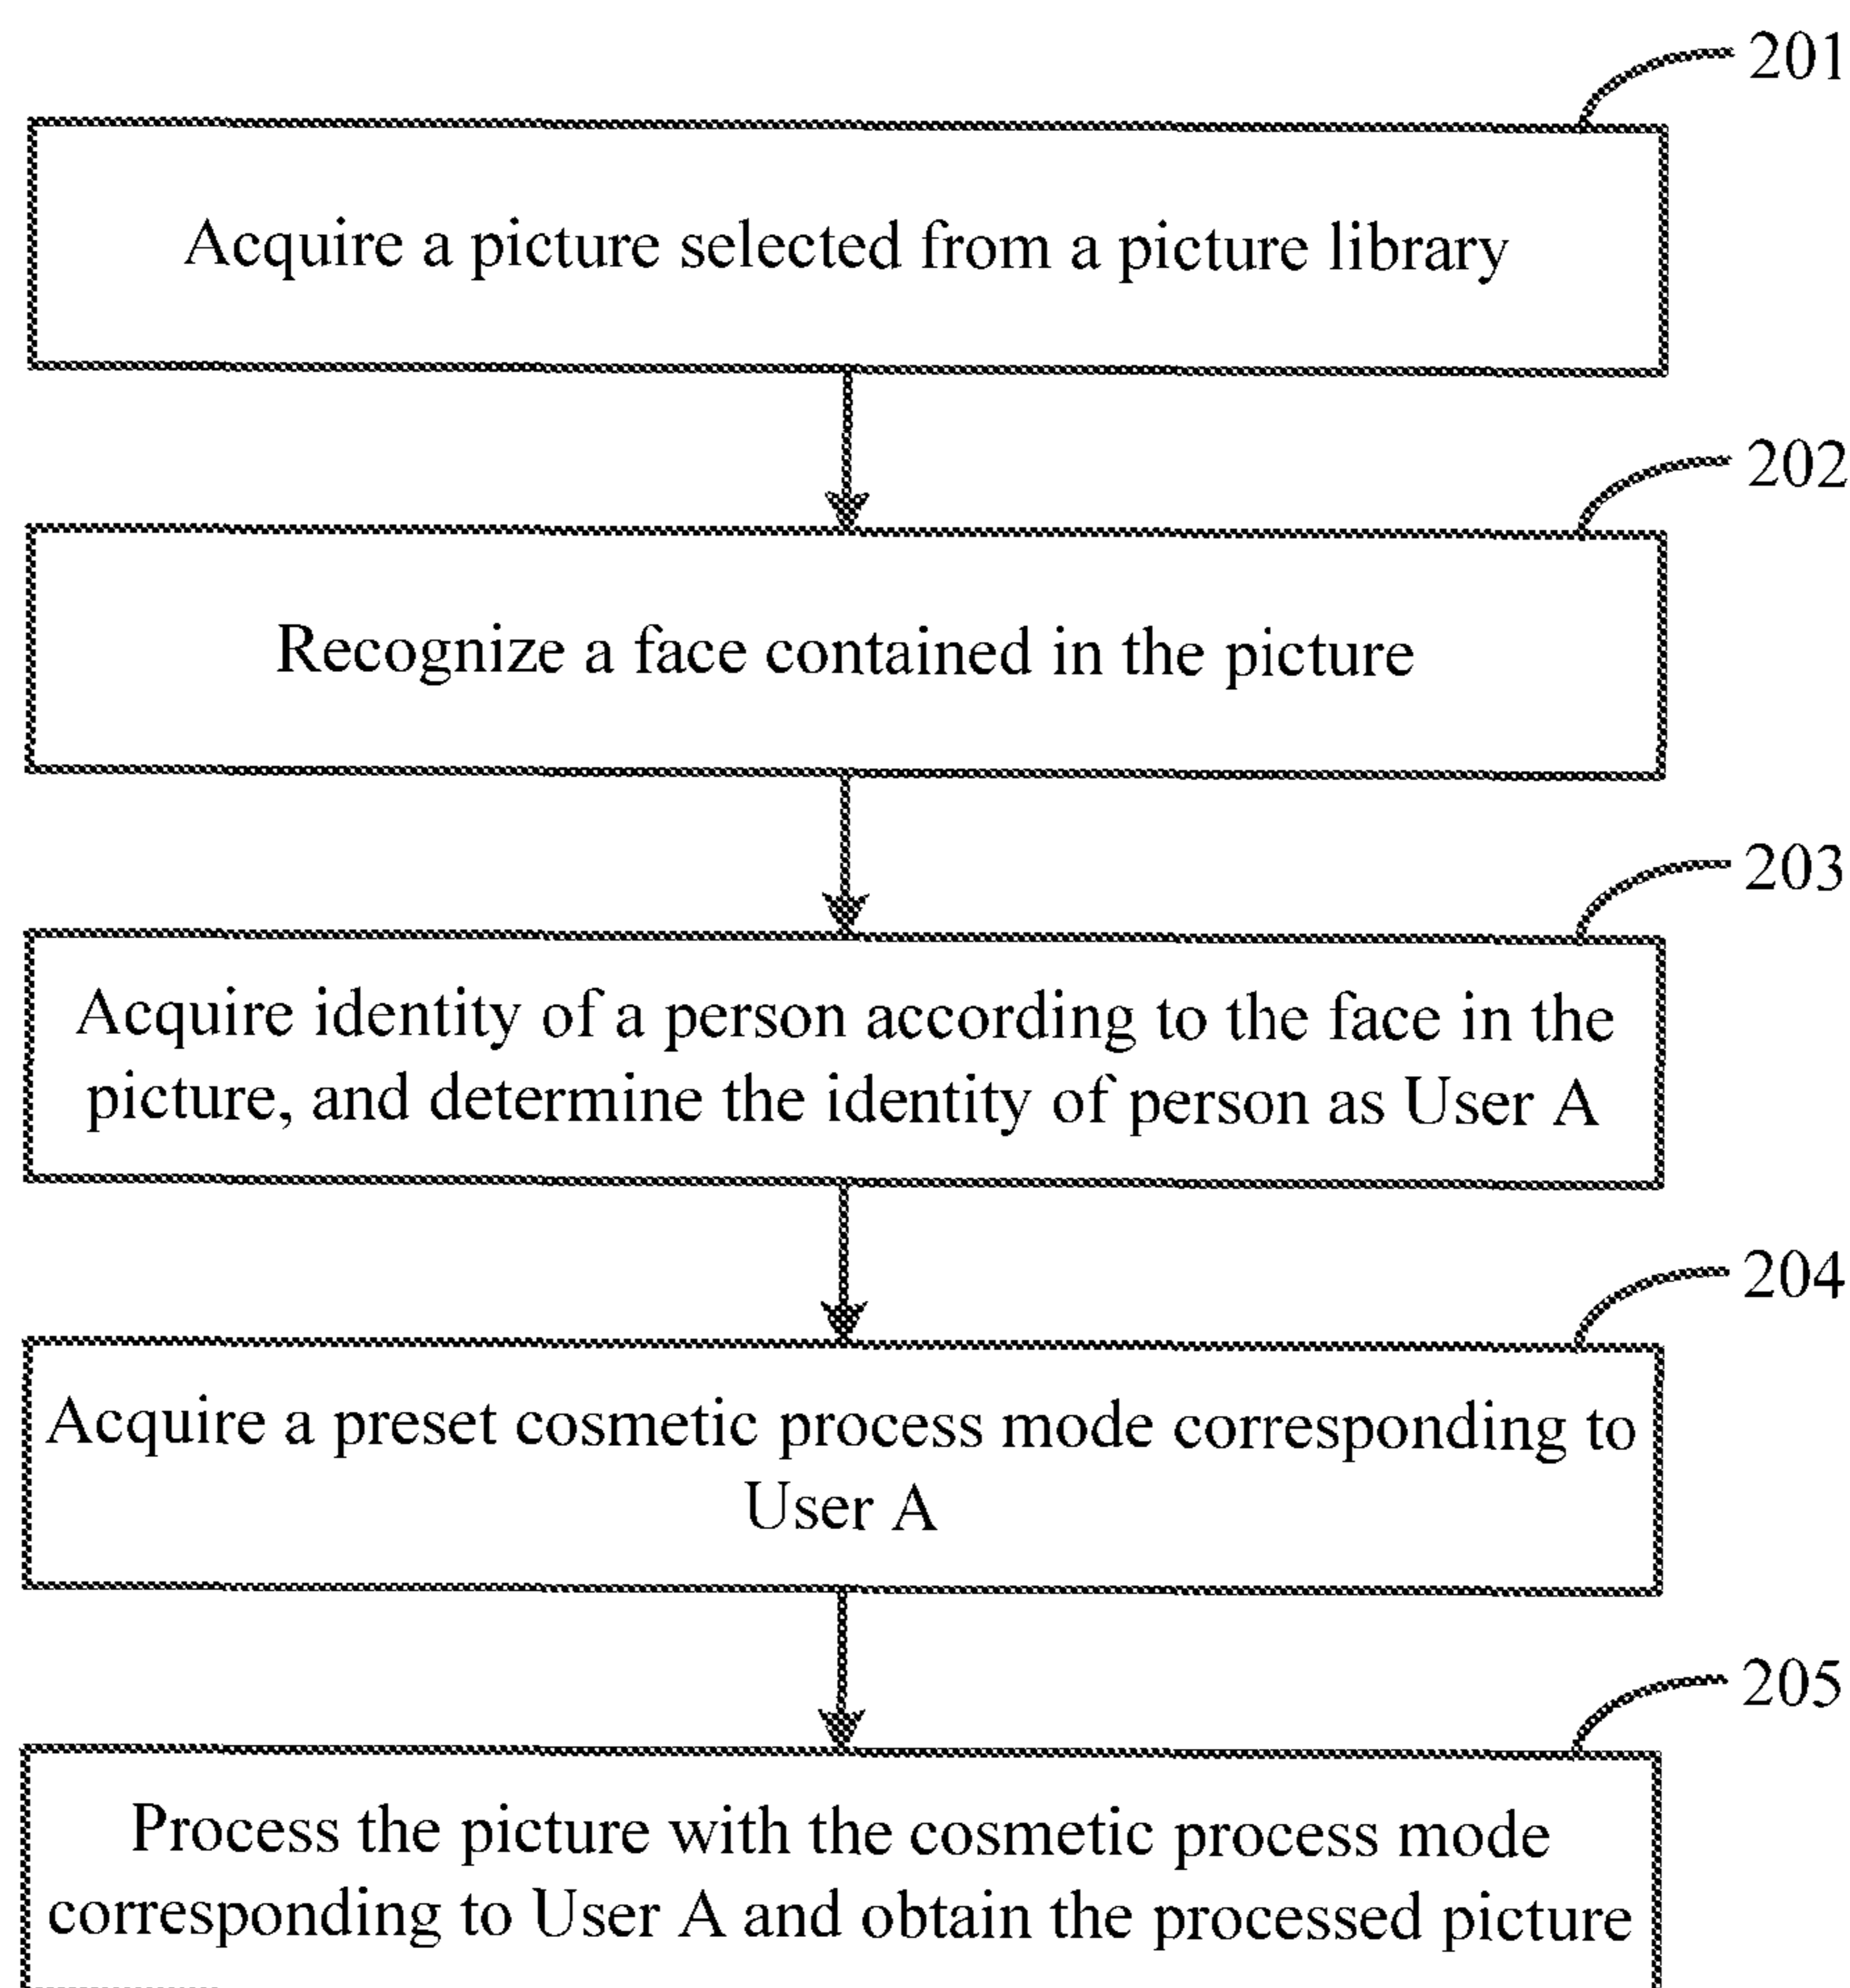 201
Acquire a picture selected from a picture library
202
Recognize a face contained in the picture
203
Acquire identity of a person according to the face in the
picture, and determine the identity of person as User A
204
Acquire a preset cosmetic process mode corresponding to
User A
205
Process the picture with the cosmetic process mode
corresponding to User A and obtain the processed picture